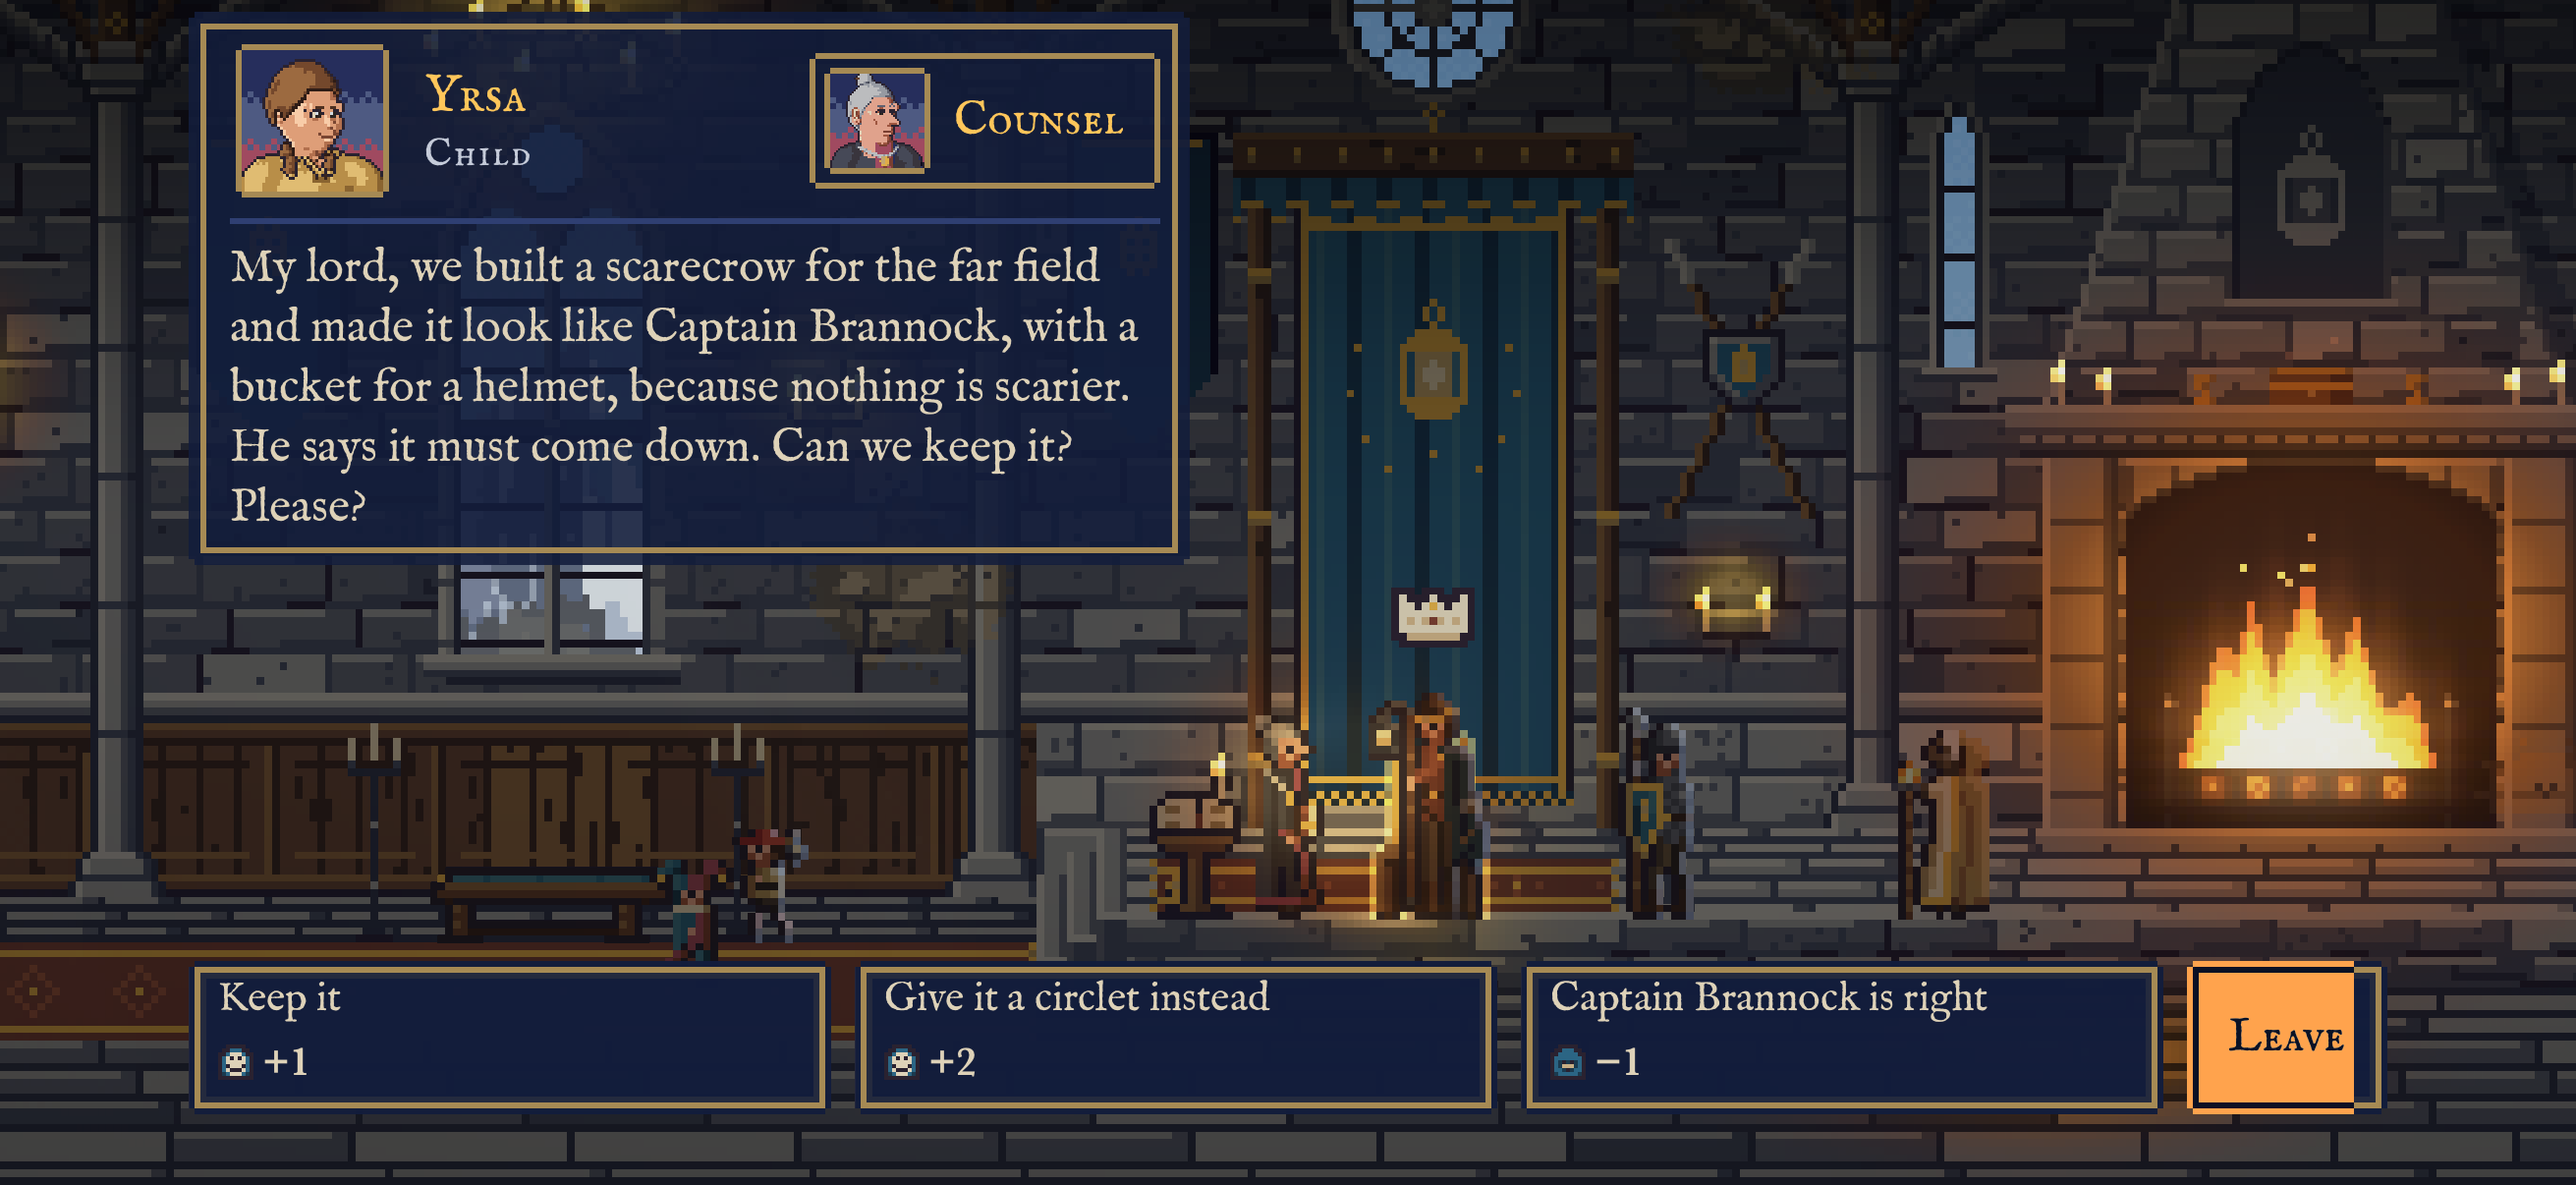 Yrsa
Child
Counsel
My lord, we built a scarecrow for the far field
and made it look like Captain Brannock, with a
bucket for a helmet, because nothing is scarier.
He says it must come down. Can we keep it?
Please?
Keep it
+1
Give it a circlet instead
+2
Captain Brannock is right
−1
Leave